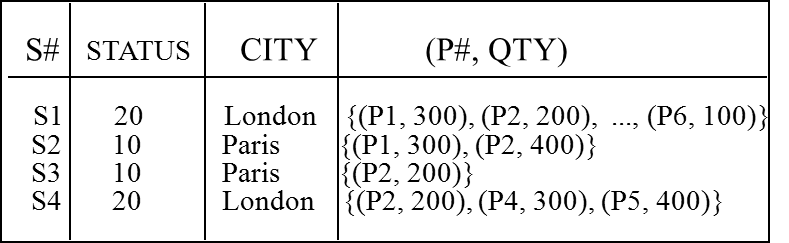 S# STATUS CITY (P#, QTY)
S1 20 London {(P1, 300), (P2, 200), ..., (P6, 100)}
S2 10 Paris {(P1, 300), (P2, 400)}
S3 10 Paris {(P2, 200)}
S4 20 London {(P2, 200), (P4, 300), (P5, 400)}